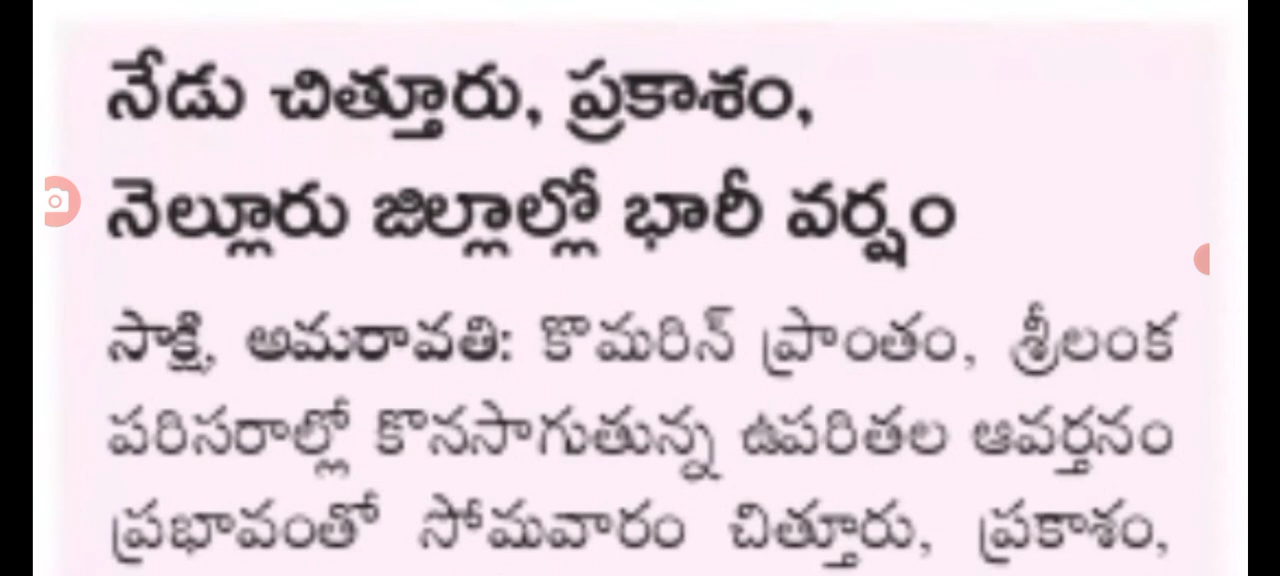 నేడు చిత్తూరు, ప్రకాశం,
నెల్లూరు జిల్లాల్లో భారీ వర్షం
సాక్షి, అమరావతి: కొమరిన్ ప్రాంతం, శ్రీలంక
పరిసరాల్లో కొనసాగుతున్న ఉపరితల ఆవర్తనం
ప్రభావంతో సోమవారం చిత్తూరు, ప్రకాశం,